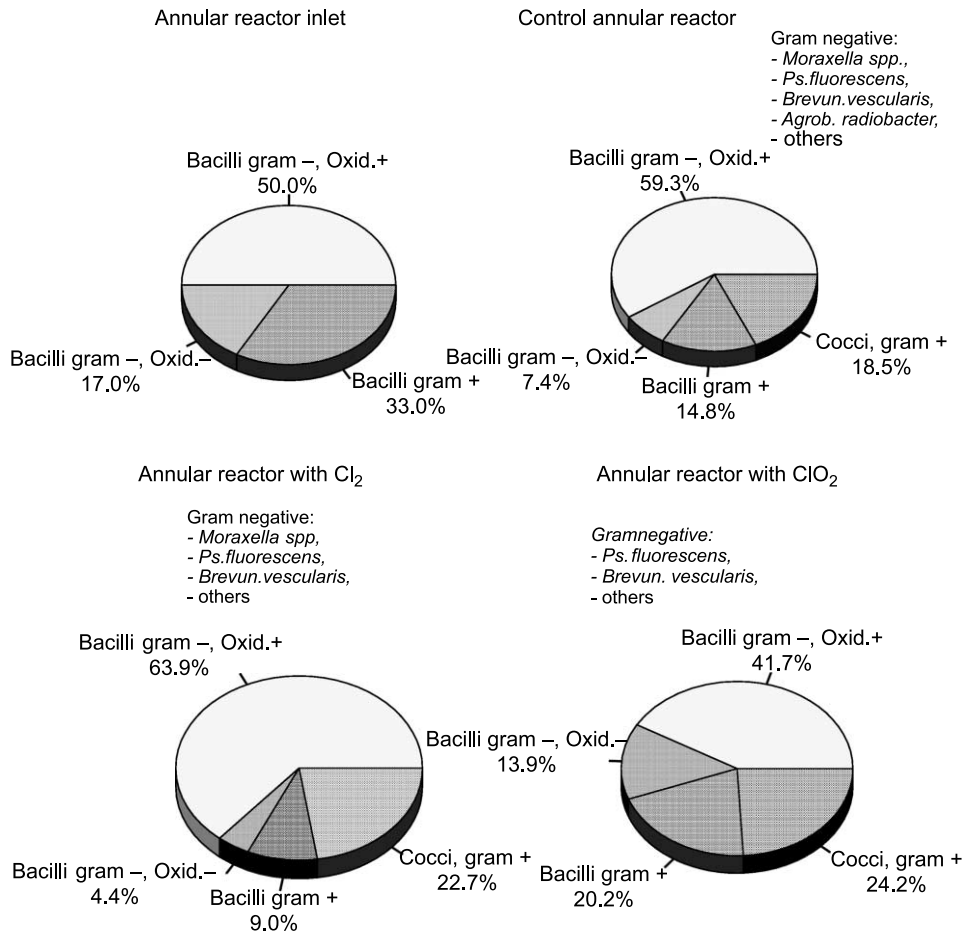 Annular reactor inlet
Control annular reactor
Gram negative:
- Moraxella spp.,
- Ps.fluorescens,
- Brevun.vescularis,
- Agrob. radiobacter,
- others
Bacilli gram –, Oxid.+
50.0%
Bacilli gram –, Oxid.–
17.0%
Bacilli gram +
33.0%
Bacilli gram –, Oxid.+
59.3%
Bacilli gram –, Oxid.–
7.4%
Bacilli gram +
14.8%
Cocci, gram +
18.5%
Annular reactor with Cl₂
Gram negative:
- Moraxella spp,
- Ps.fluorescens,
- Brevun.vescularis,
- others
Bacilli gram –, Oxid.+
63.9%
Bacilli gram –, Oxid.–
4.4%
Bacilli gram +
9.0%
Cocci, gram +
22.7%
Annular reactor with ClO₂
Gramnegative:
- Ps.fluorescens,
- Brevun. vescularis,
- others
Bacilli gram –, Oxid.+
41.7%
Bacilli gram –, Oxid.–
13.9%
Bacilli gram +
20.2%
Cocci, gram +
24.2%